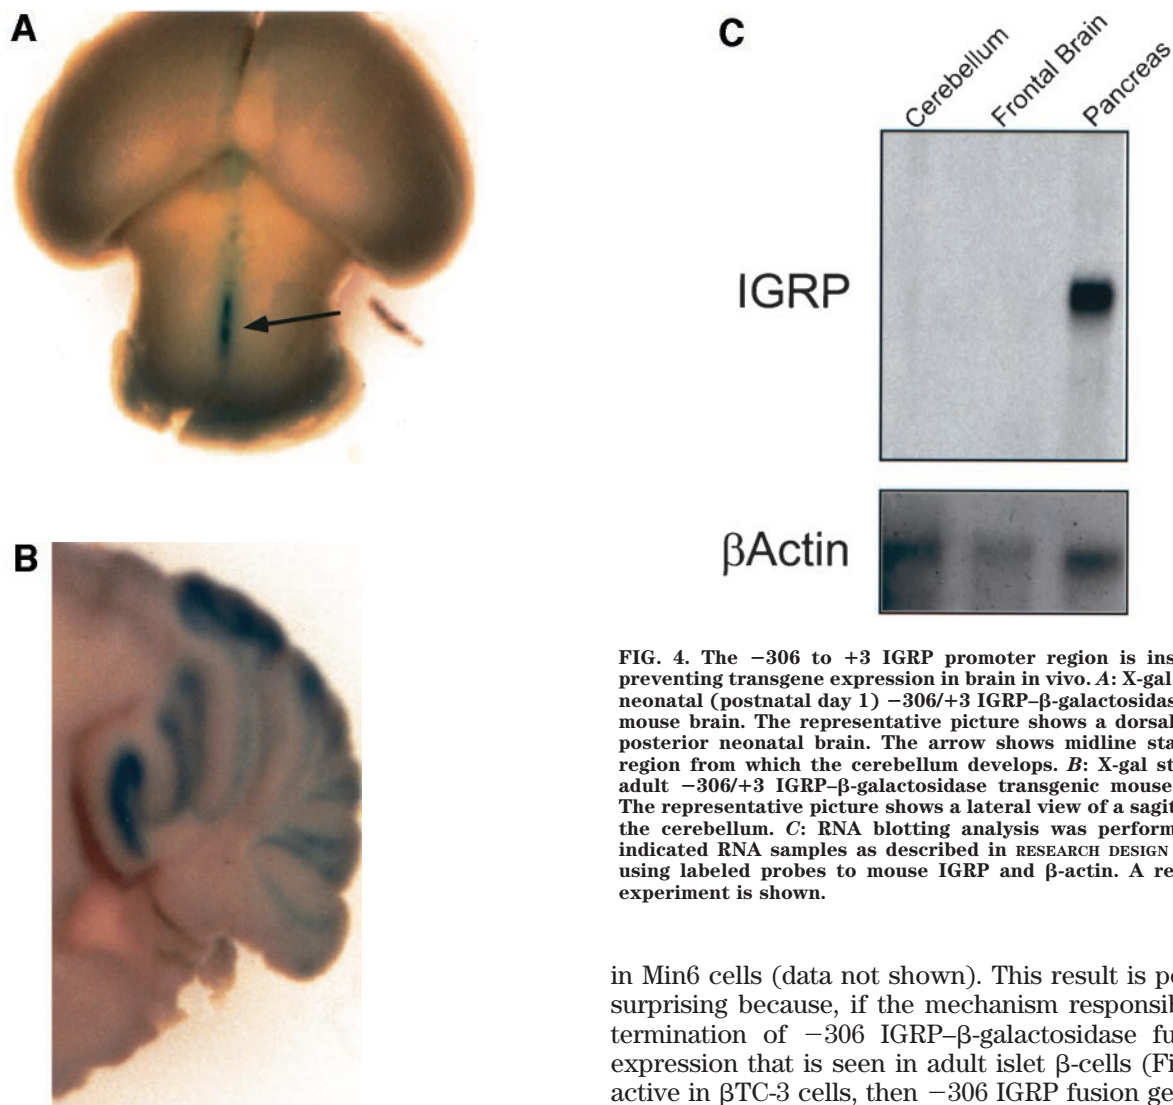 A
C
Cerebellum
Frontal Brain
Pancreas
IGRP
βActin
B
FIG. 4. The −306 to +3 IGRP promoter region is ins
preventing transgene expression in brain in vivo. A: X-gal
neonatal (postnatal day 1) −306/+3 IGRP–β-galactosidas
mouse brain. The representative picture shows a dorsal
posterior neonatal brain. The arrow shows midline sta
region from which the cerebellum develops. B: X-gal st
adult −306/+3 IGRP–β-galactosidase transgenic mouse
The representative picture shows a lateral view of a sagit
the cerebellum. C: RNA blotting analysis was perform
indicated RNA samples as described in RESEARCH DESIGN
using labeled probes to mouse IGRP and β-actin. A re
experiment is shown.
in Min6 cells (data not shown). This result is pe
surprising because, if the mechanism responsib
termination of −306 IGRP–β-galactosidase fu
expression that is seen in adult islet β-cells (Fi
active in βTC-3 cells, then −306 IGRP fusion ge